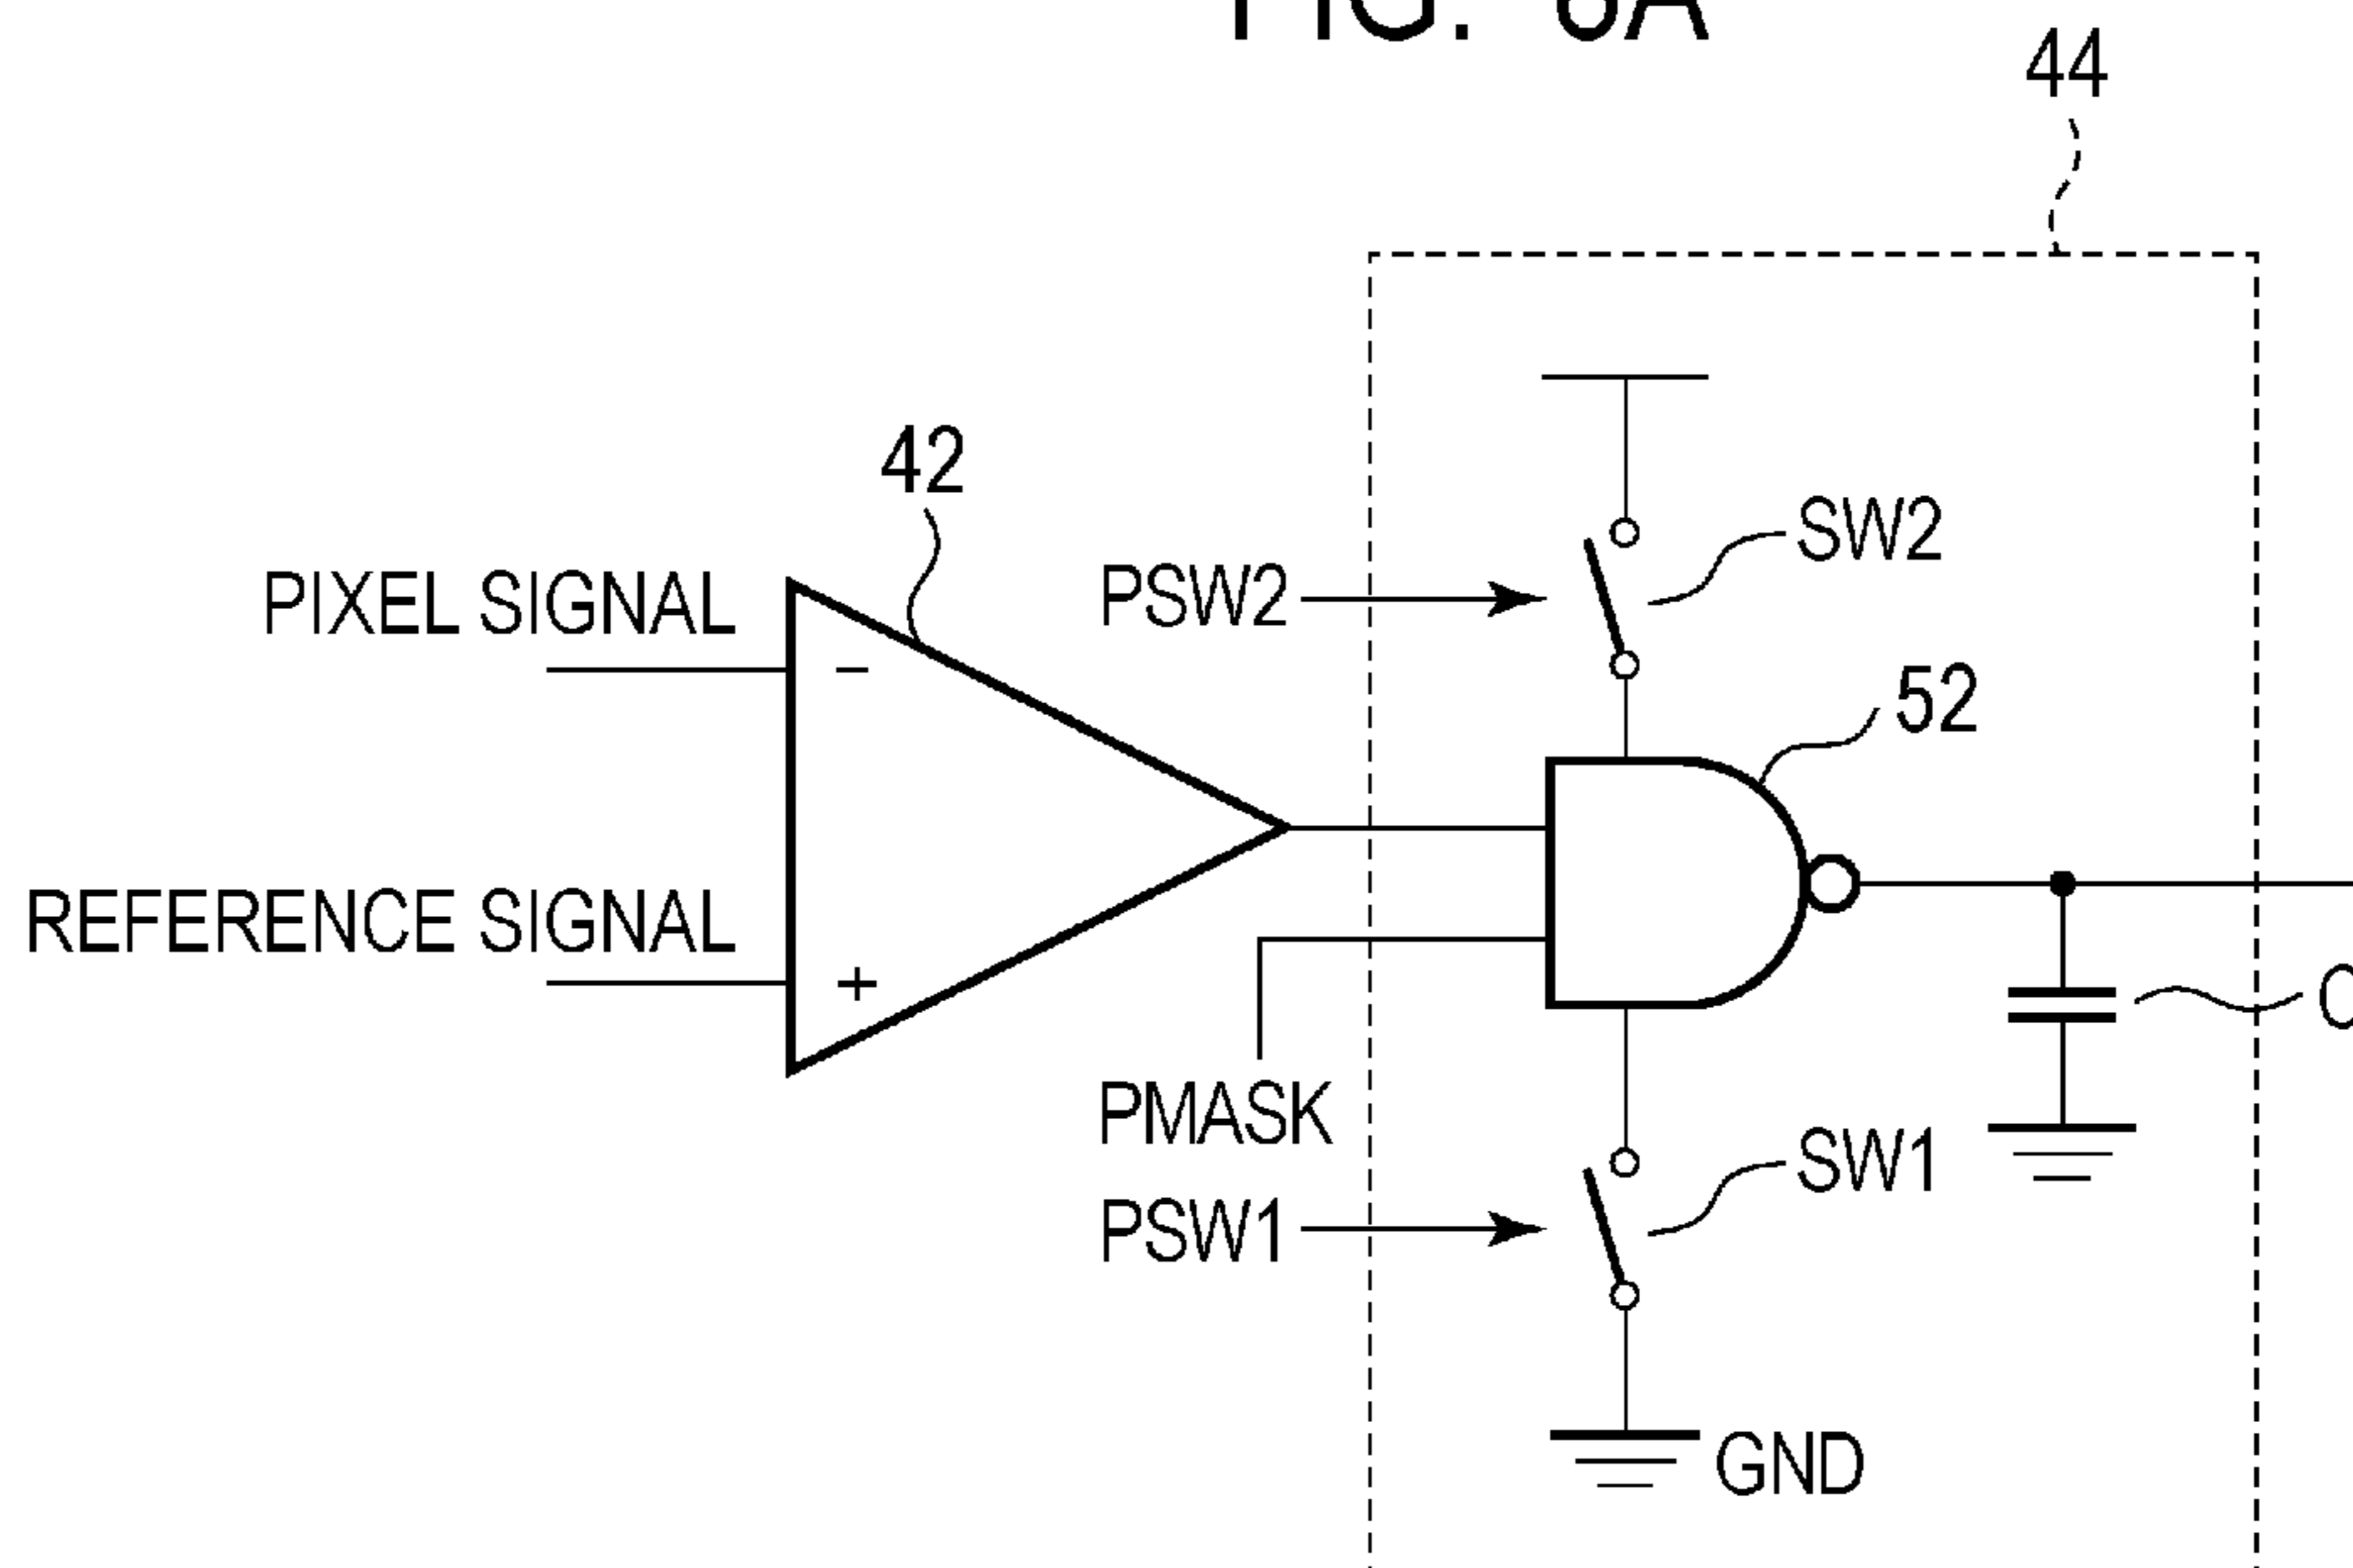 44
42
SW2
PSW2
PIXEL SIGNAL
52
REFERENCE SIGNAL
PMASK
SW1
PSW1
GND
−
+